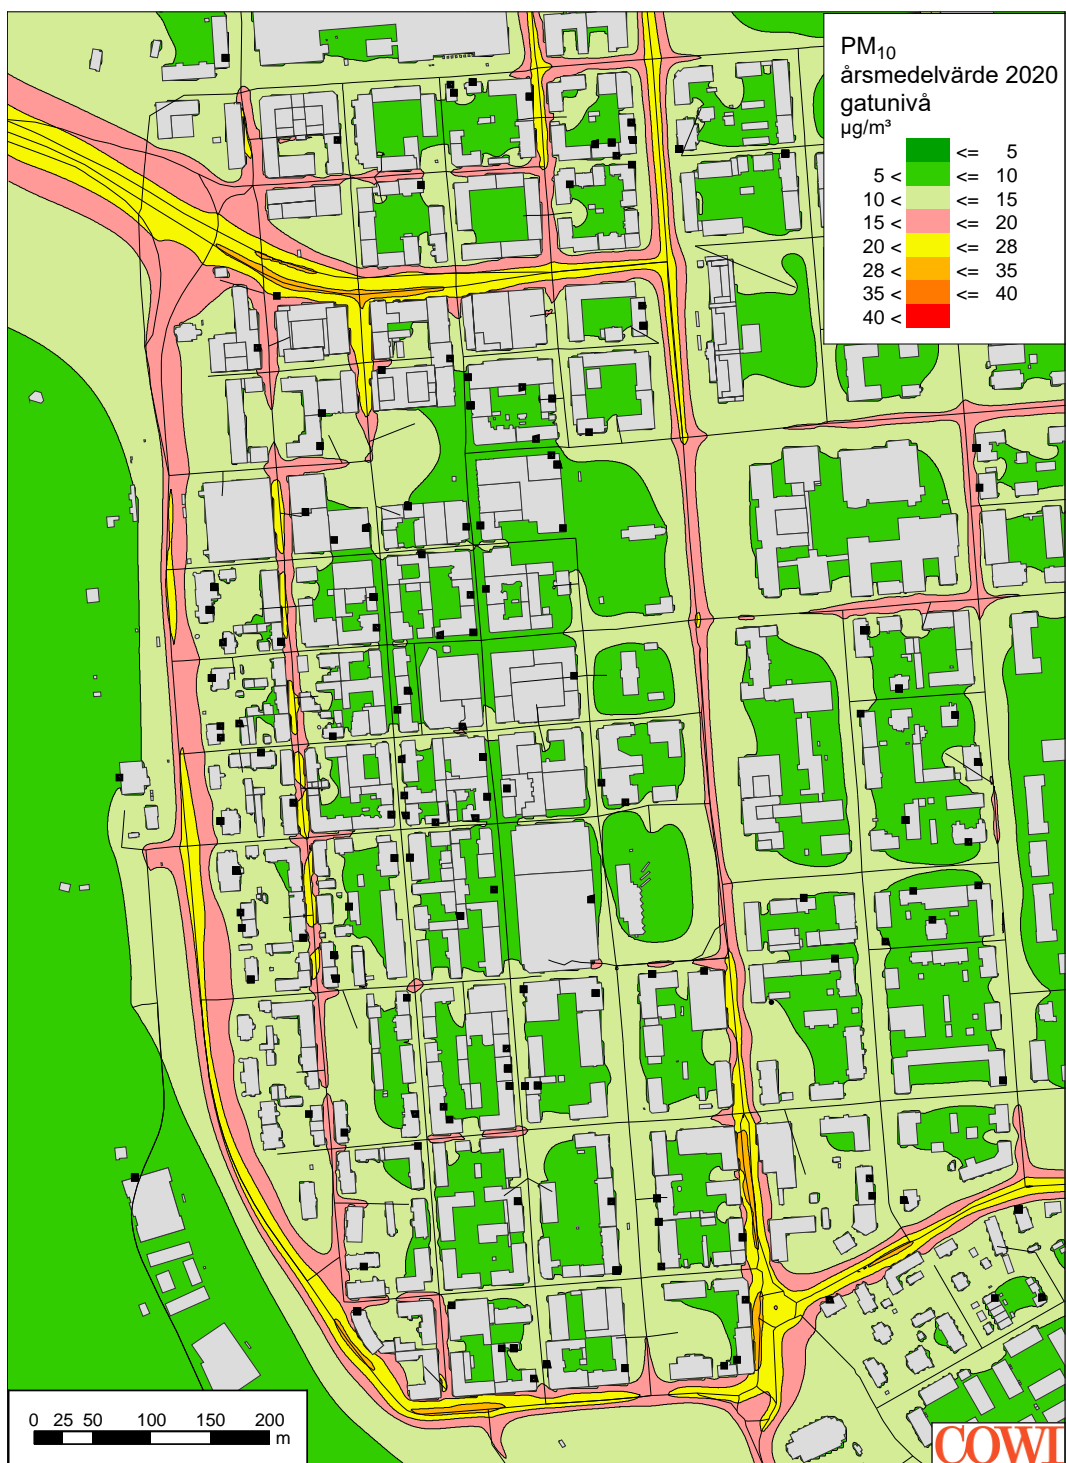 PM10
årsmedelvärde 2020
gatunivå
µg/m³
<= 5
5 < <= 10
10 < <= 15
15 < <= 20
20 < <= 28
28 < <= 35
35 < <= 40
40 <
0 25 50 100 150 200
m
COWI